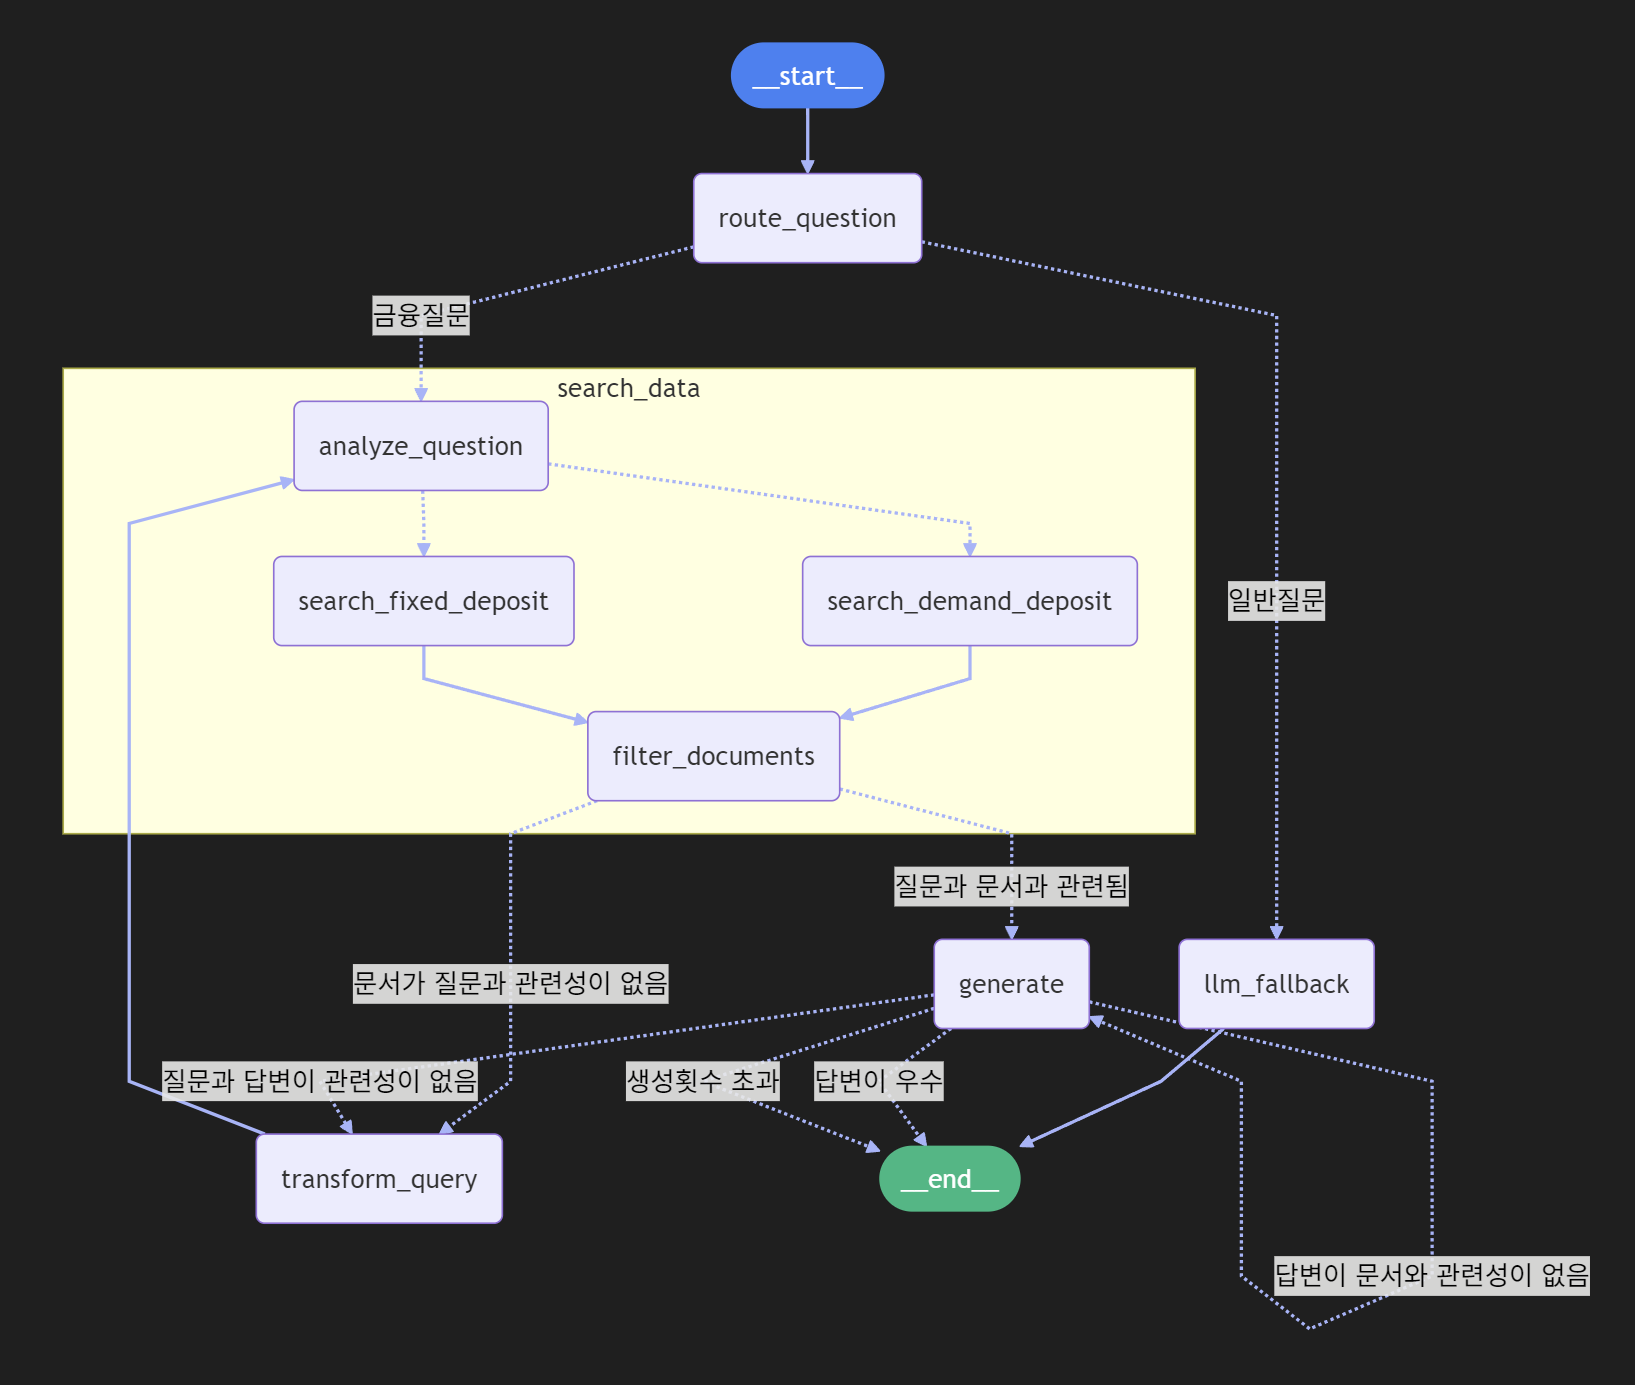 __start__
route_question
금융질문
search_data
analyze_question
search_fixed_deposit
search_demand_deposit
일반질문
filter_documents
질문과 문서과 관련됨
문서가 질문과 관련성이 없음
generate
llm_fallback
질문과 답변이 관련성이 없음
생성횟수 초과
답변이 우수
transform_query
__end__
답변이 문서와 관련성이 없음